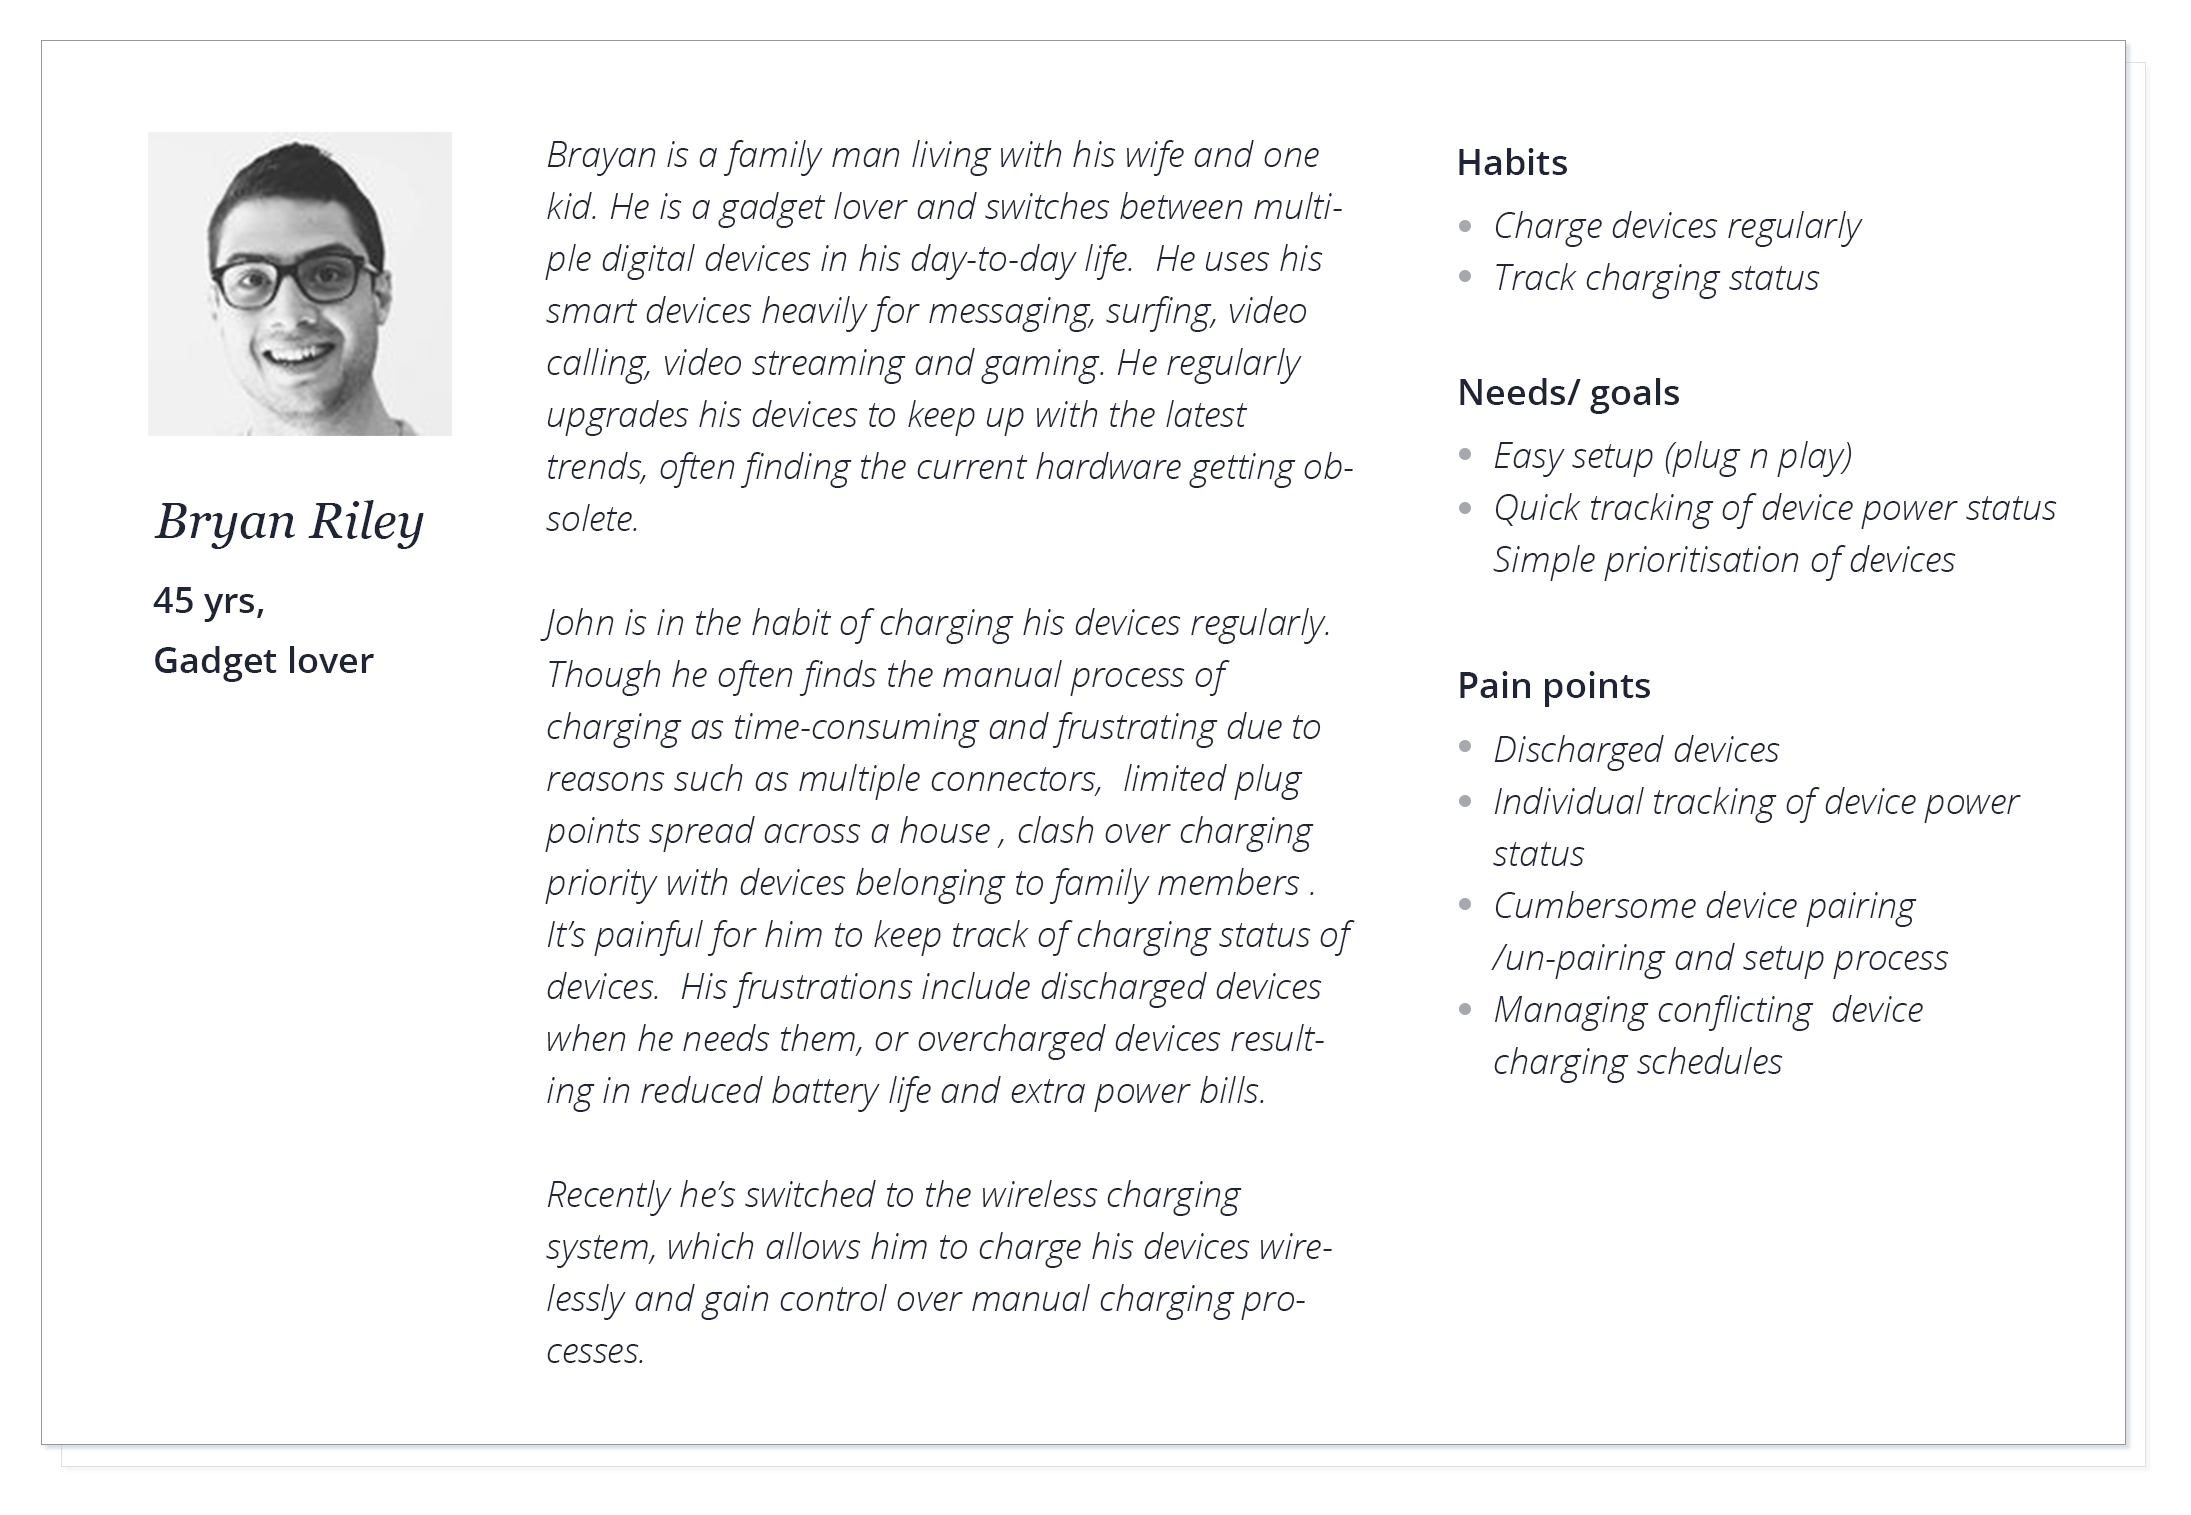 Bryan Riley
45 yrs,
Gadget lover
Brayan is a family man living with his wife and one
kid. He is a gadget lover and switches between multi-
ple digital devices in his day-to-day life.  He uses his
smart devices heavily for messaging, surfing, video
calling, video streaming and gaming. He regularly
upgrades his devices to keep up with the latest
trends, often finding the current hardware getting ob-
solete.
John is in the habit of charging his devices regularly.
Though he often finds the manual process of
charging as time-consuming and frustrating due to
reasons such as multiple connectors,  limited plug
points spread across a house , clash over charging
priority with devices belonging to family members .
It’s painful for him to keep track of charging status of
devices.  His frustrations include discharged devices
when he needs them, or overcharged devices result-
ing in reduced battery life and extra power bills.
Recently he’s switched to the wireless charging
system, which allows him to charge his devices wire-
lessly and gain control over manual charging pro-
cesses.
Habits
• Charge devices regularly
• Track charging status
Needs/ goals
• Easy setup (plug n play)
• Quick tracking of device power status
Simple prioritisation of devices
Pain points
• Discharged devices
• Individual tracking of device power
status
• Cumbersome device pairing
/un-pairing and setup process
• Managing conflicting  device
charging schedules